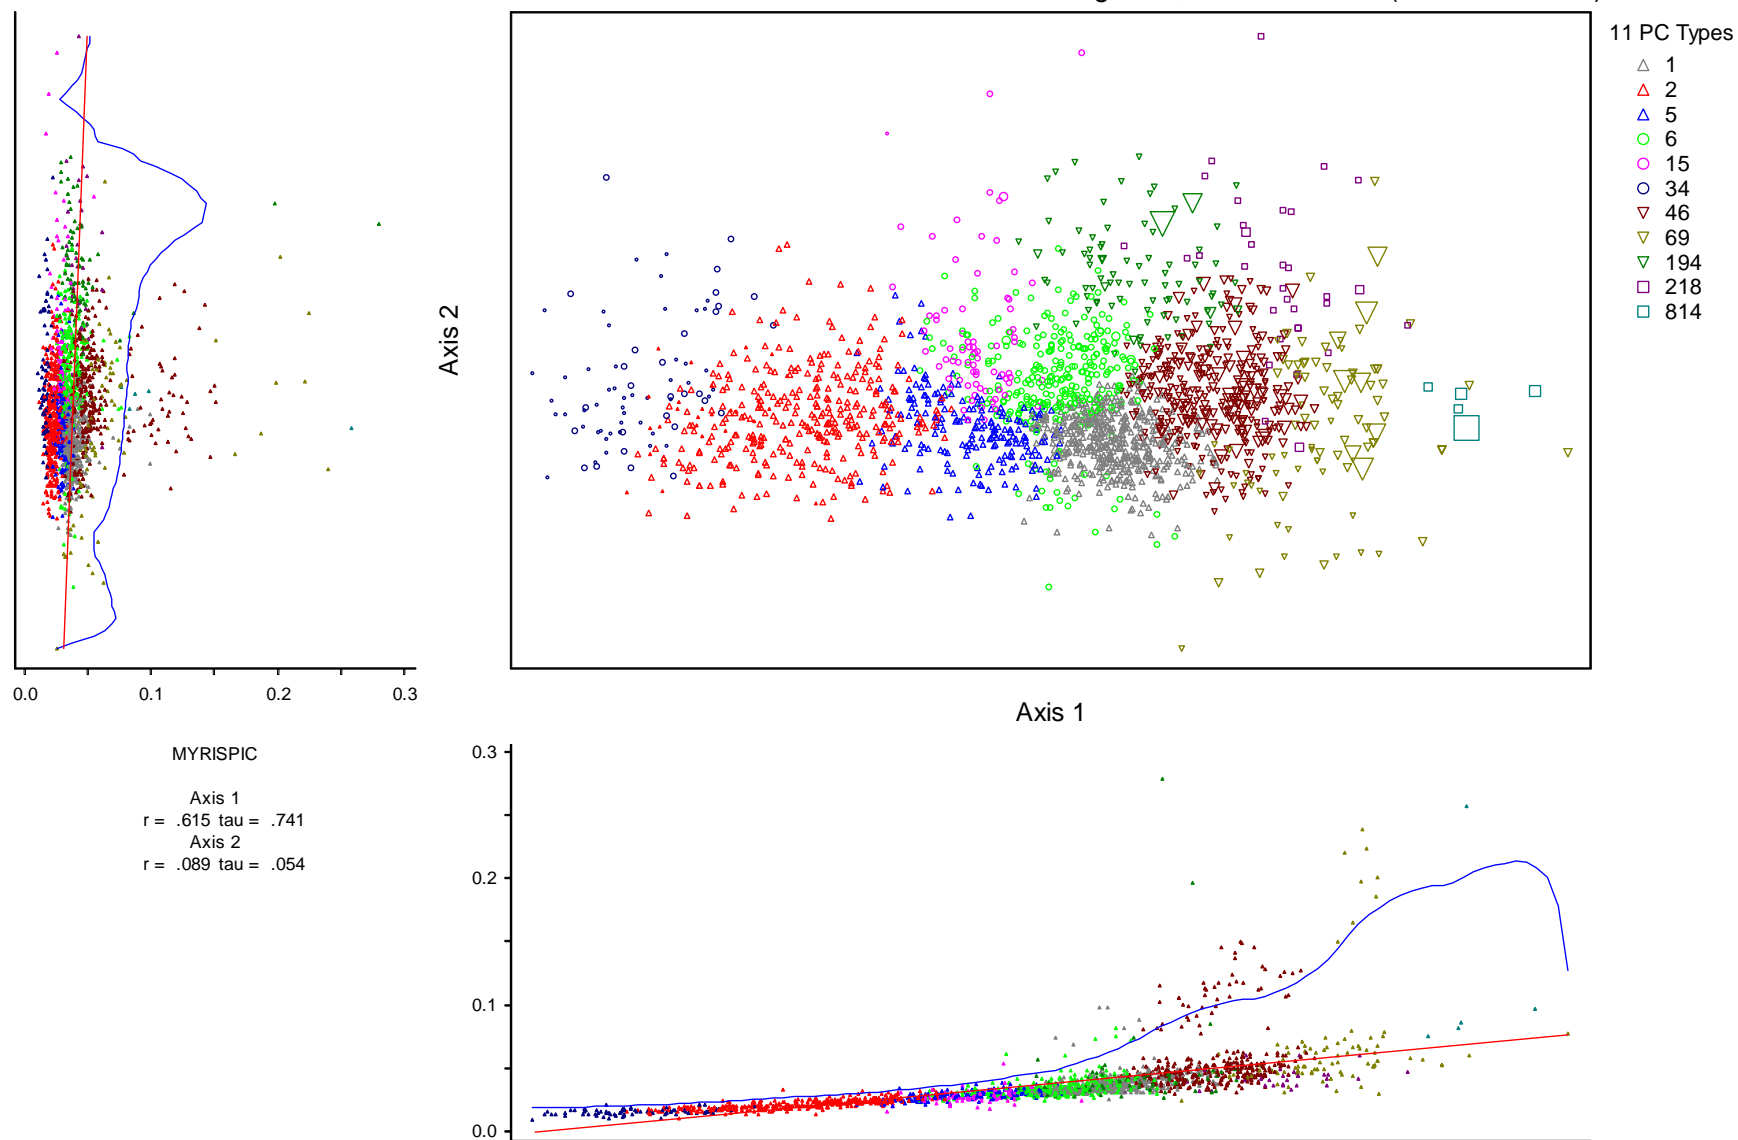 11 PC Types
1
2
5
6
15
34
46
69
194
218
814
Axis 2
0.0 0.1 0.2 0.3
Axis 1
MYRISPIC
Axis 1
r = .615 tau = .741
Axis 2
r = .089 tau = .054
0.3
0.2
0.1
0.0